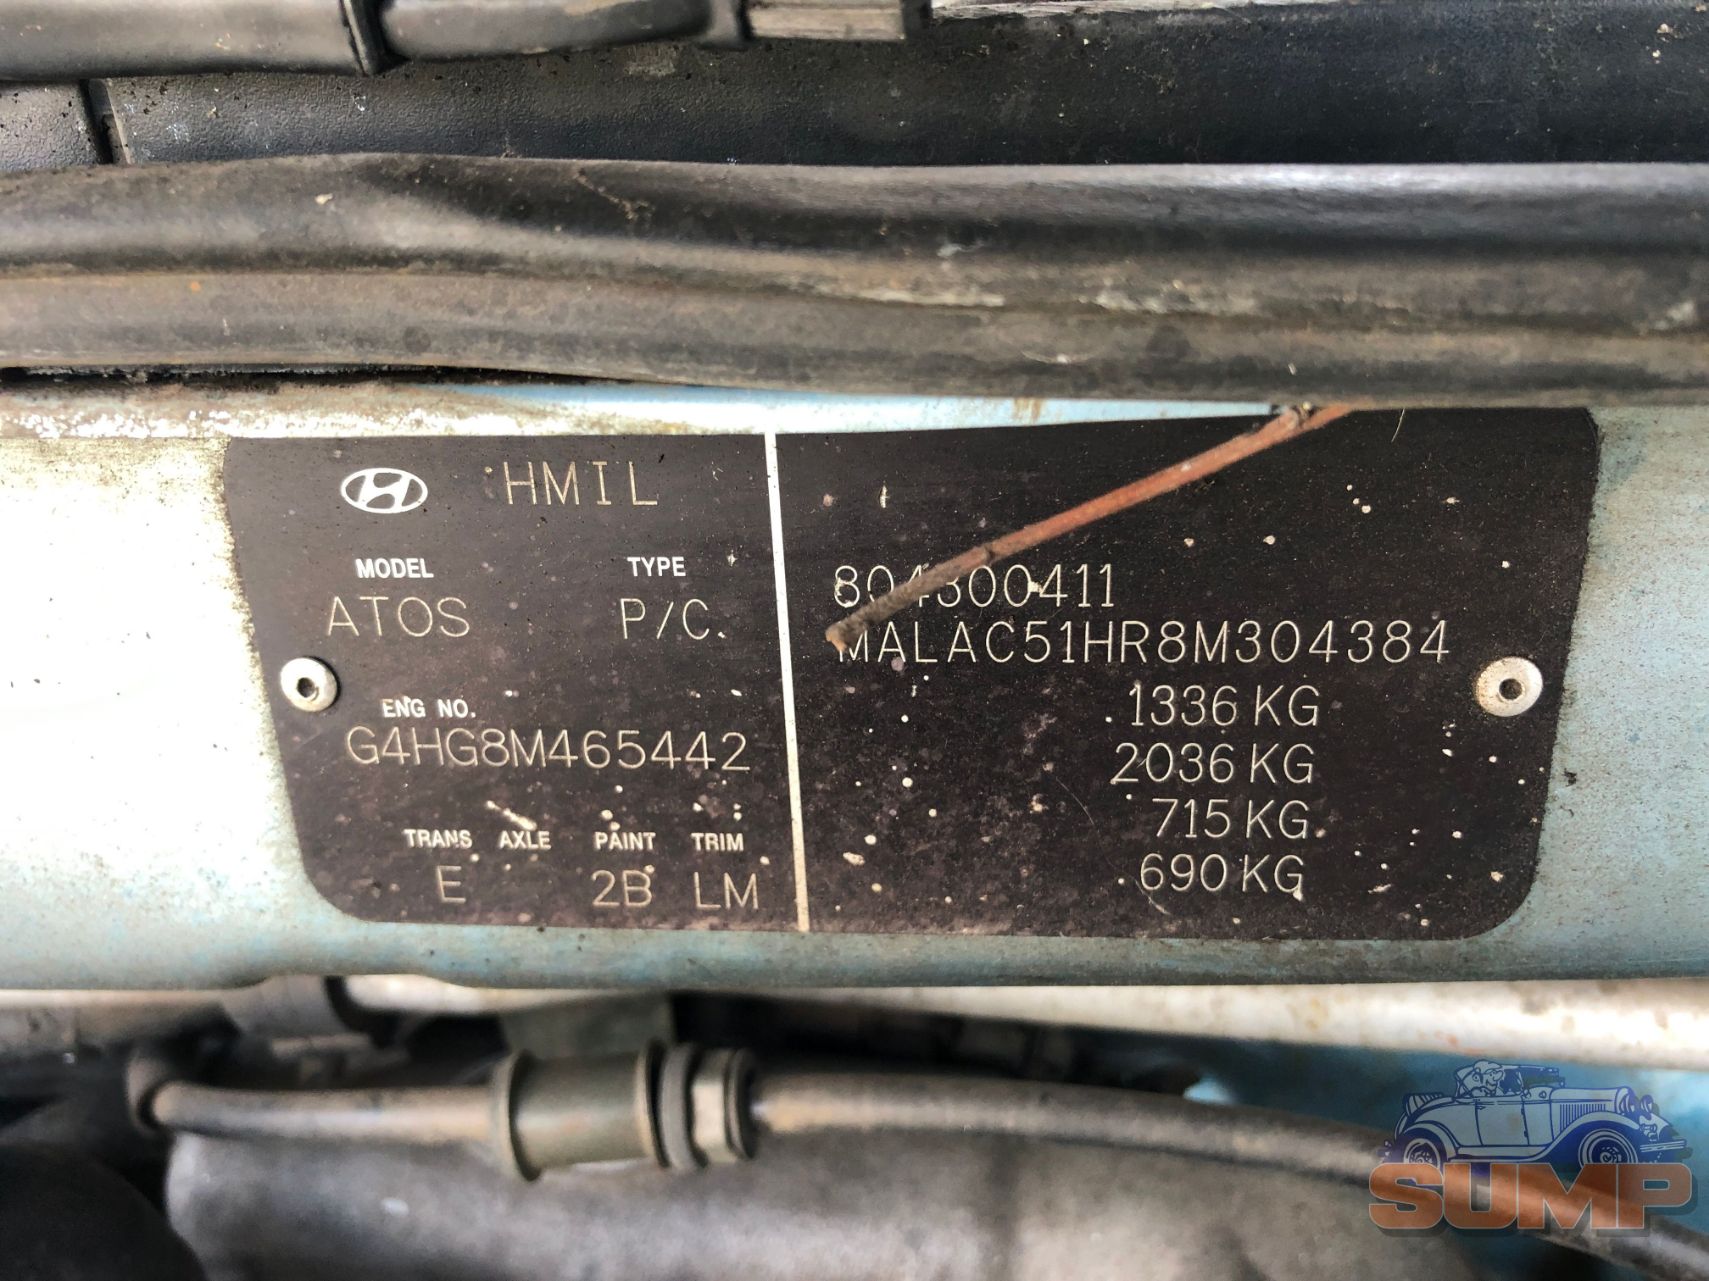 HMIL
MODEL TYPE
ATOS P/C.
ENG NO.
G4HG8M465442
TRANS AXLE PAINT TRIM
E 2B LM
804300411
MALAC51HR8M304384
1336 KG
2036 KG
715 KG
690 KG
SUMP